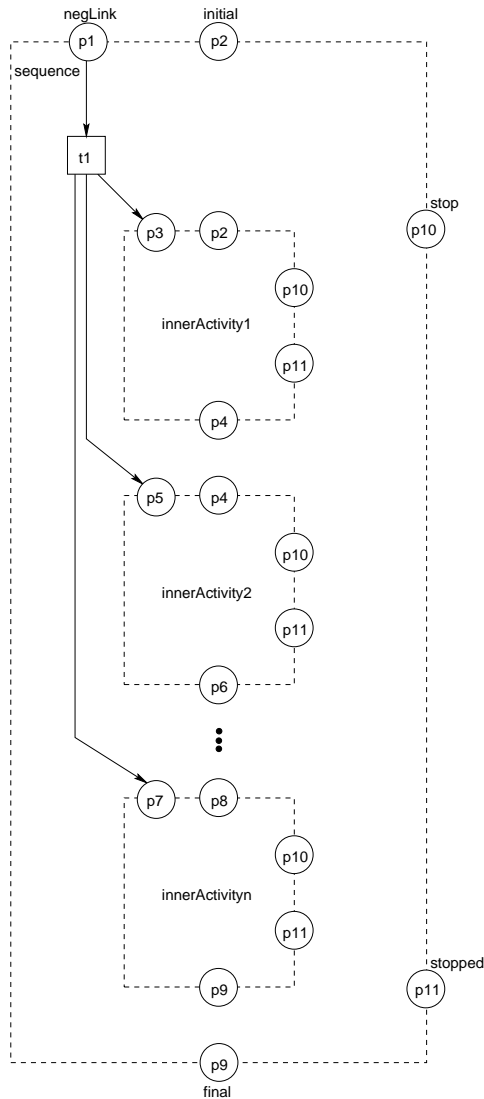 negLink
initial
p1
p2
sequence
t1
stop
p3
p2
p10
p10
innerActivity1
p11
p4
p5
p4
p10
innerActivity2
p11
p6
p7
p8
p10
innerActivityn
p11
stopped
p9
p11
p9
final